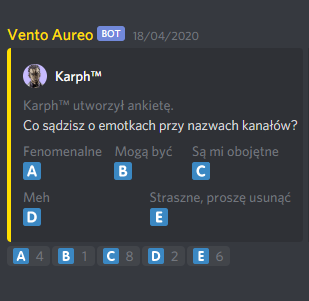 Vento Aureo BOT 18/04/2020
Karph™
Karph™ utworzył ankietę.
Co sądzisz o emotkach przy nazwach kanałów?
Fenomenalne Mogą być Są mi obojętne
A B C
Meh Straszne, proszę usunąć
D E
A 4 B 1 C 8 D 2 E 6